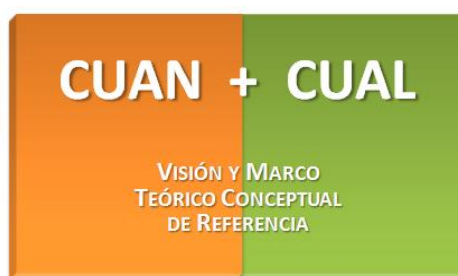 CUAN + CUAL
VISIÓN Y MARCO
TEÓRICO CONCEPTUAL
DE REFERENCIA